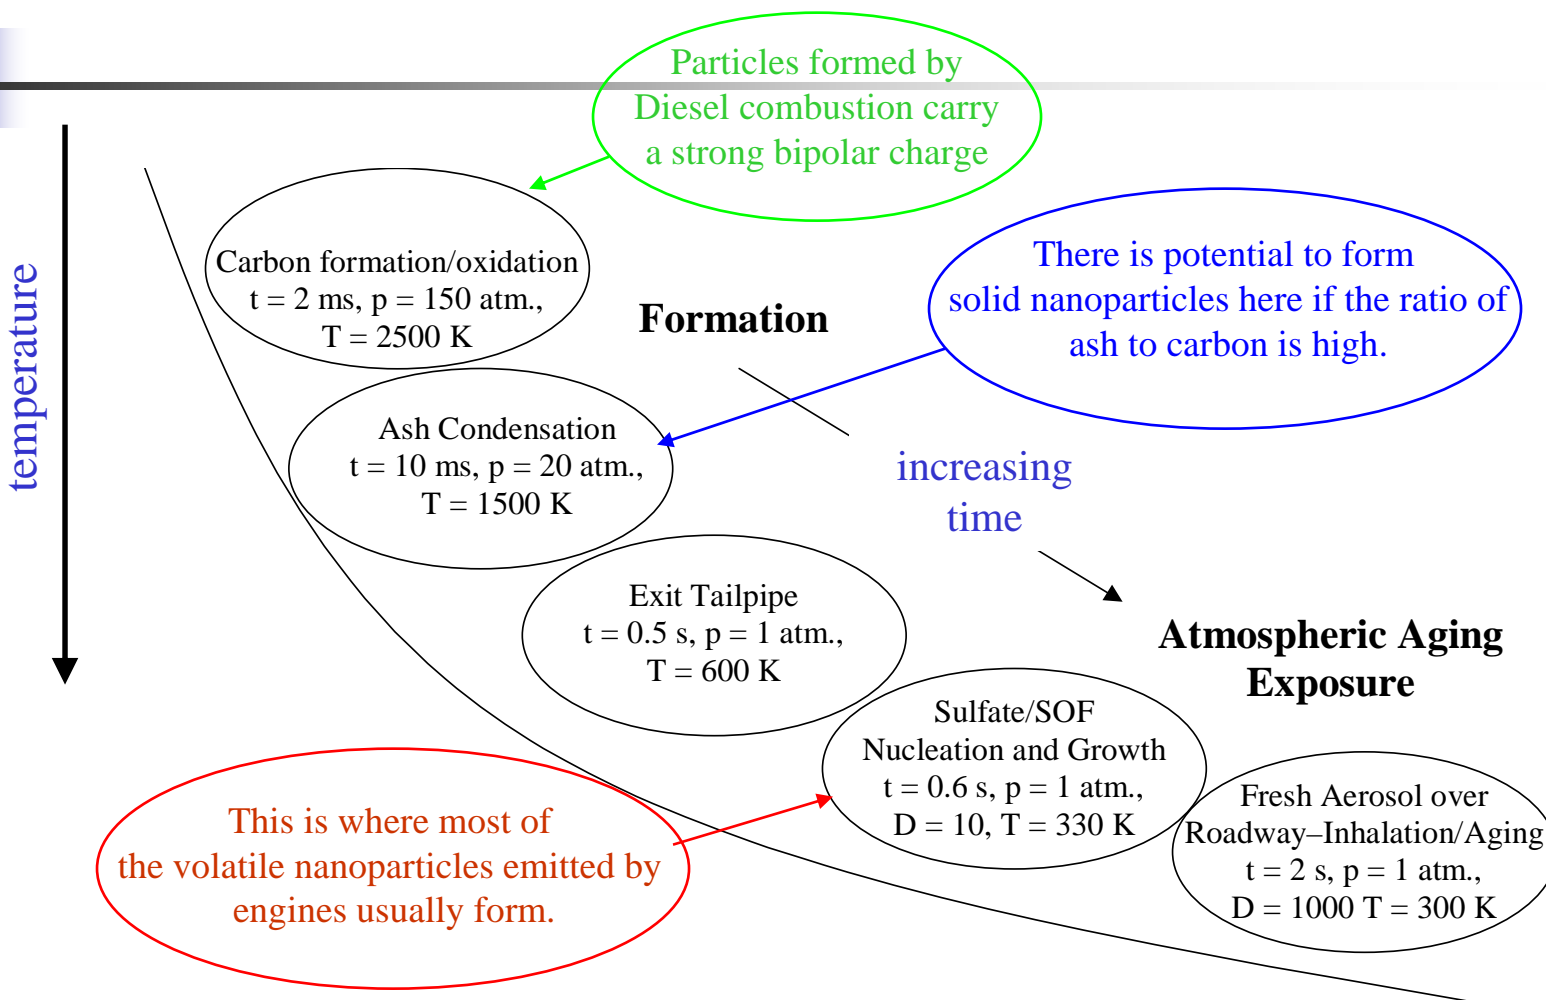 Particles formed by
Diesel combustion carry
a strong bipolar charge
Carbon formation/oxidation
t = 2 ms, p = 150 atm.,
T = 2500 K
There is potential to form
solid nanoparticles here if the ratio of
ash to carbon is high.
Formation
temperature
Ash Condensation
t = 10 ms, p = 20 atm.,
T = 1500 K
increasing
time
Exit Tailpipe
t = 0.5 s, p = 1 atm.,
T = 600 K
Atmospheric Aging
Exposure
Sulfate/SOF
Nucleation and Growth
t = 0.6 s, p = 1 atm.,
D = 10, T = 330 K
Fresh Aerosol over
Roadway–Inhalation/Aging
t = 2 s, p = 1 atm.,
D = 1000 T = 300 K
This is where most of
the volatile nanoparticles emitted by
engines usually form.